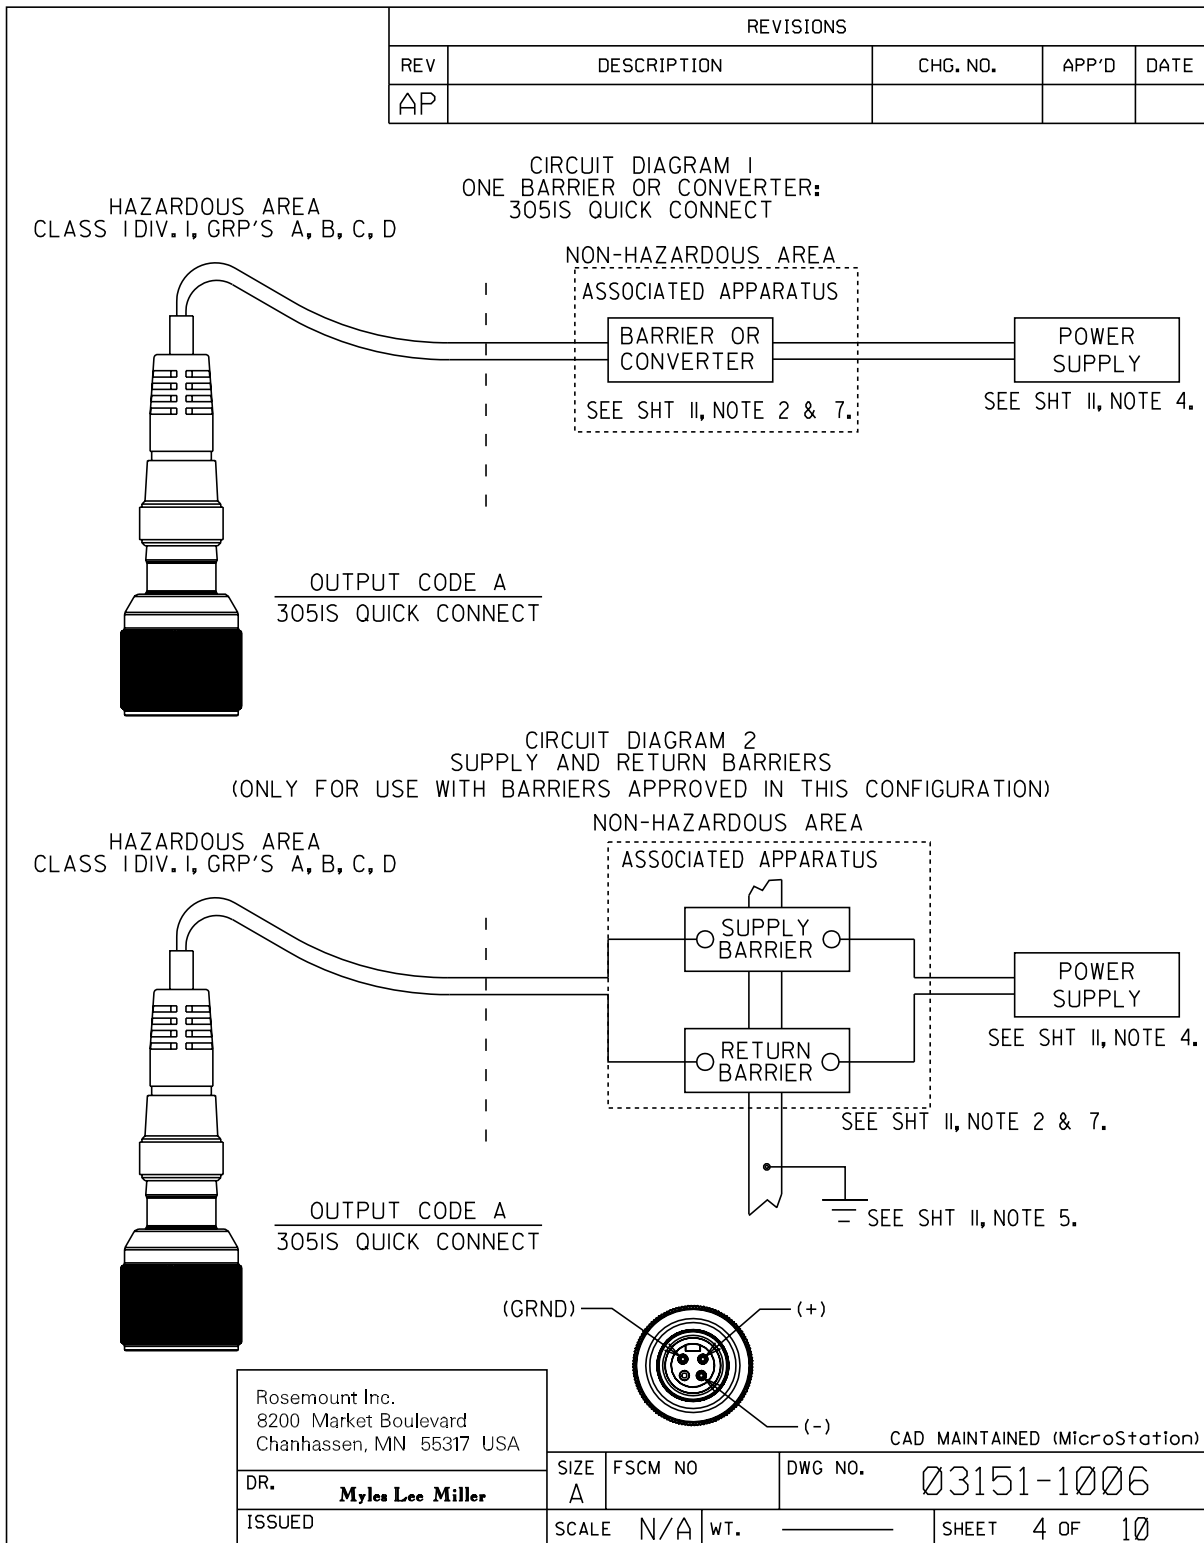 REVISIONS
REV DESCRIPTION CHG. NO. APP'D DATE
AP
CIRCUIT DIAGRAM I
ONE BARRIER OR CONVERTER:
305IS QUICK CONNECT
HAZARDOUS AREA
CLASS I DIV. I, GRP'S A, B, C, D
NON-HAZARDOUS AREA
ASSOCIATED APPARATUS
BARRIER OR
CONVERTER
POWER
SUPPLY
SEE SHT II, NOTE 2 & 7.
SEE SHT II, NOTE 4.
OUTPUT CODE A
305IS QUICK CONNECT
CIRCUIT DIAGRAM 2
SUPPLY AND RETURN BARRIERS
(ONLY FOR USE WITH BARRIERS APPROVED IN THIS CONFIGURATION)
HAZARDOUS AREA
CLASS I DIV. I, GRP'S A, B, C, D
NON-HAZARDOUS AREA
ASSOCIATED APPARATUS
SUPPLY
BARRIER
POWER
SUPPLY
RETURN
BARRIER
SEE SHT II, NOTE 4.
SEE SHT II, NOTE 2 & 7.
OUTPUT CODE A
305IS QUICK CONNECT
SEE SHT II, NOTE 5.
(GRND)
(+)
(-)
Rosemount Inc.
8200 Market Boulevard
Chanhassen, MN 55317 USA
CAD MAINTAINED (MicroStation)
DR. Myles Lee Miller
SIZE A
FSCM NO
DWG NO. 03151-1006
ISSUED
SCALE N/A WT. SHEET 4 OF 10